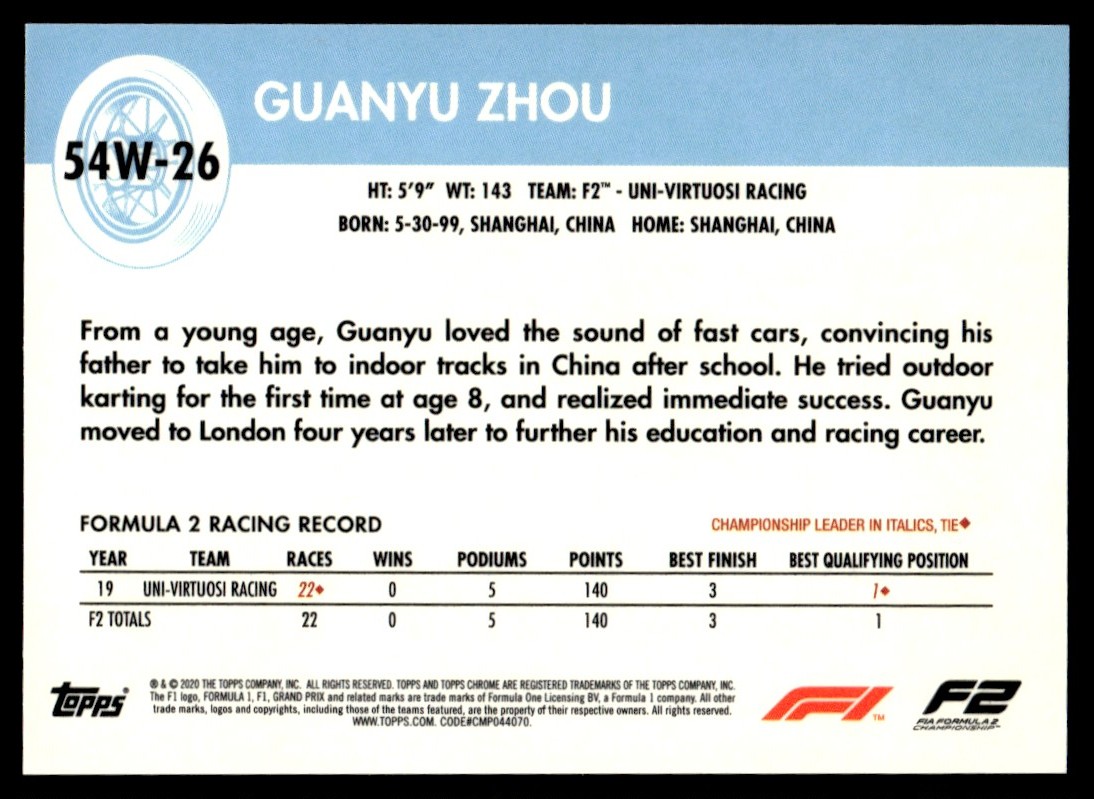 GUANYU ZHOU
54W-26
HT: 5'9" WT: 143 TEAM: F2™ - UNI-VIRTUOSI RACING
BORN: 5-30-99, SHANGHAI, CHINA HOME: SHANGHAI, CHINA
From a young age, Guanyu loved the sound of fast cars, convincing his
father to take him to indoor tracks in China after school. He tried outdoor
karting for the first time at age 8, and realized immediate success. Guanyu
moved to London four years later to further his education and racing career.
FORMULA 2 RACING RECORD CHAMPIONSHIP LEADER IN ITALICS, TIE♦
YEAR TEAM RACES WINS PODIUMS POINTS BEST FINISH BEST QUALIFYING POSITION
19 UNI-VIRTUOSI RACING 22♦ 0 5 140 3 1♦
F2 TOTALS 22 0 5 140 3 1
topps®
® & © 2020 THE TOPPS COMPANY, INC. ALL RIGHTS RESERVED. TOPPS AND TOPPS CHROME ARE REGISTERED TRADEMARKS OF THE TOPPS COMPANY, INC.
The F1 logo, FORMULA 1, F1, GRAND PRIX and related marks are trade marks of Formula One Licensing BV, a Formula 1 company. All other
trade marks, logos and copyrights, including those of the teams featured, are the property of their respective owners. All rights reserved.
WWW.TOPPS.COM. CODE#CMP044070.
F1™
F2
FIA FORMULA 2
CHAMPIONSHIP™